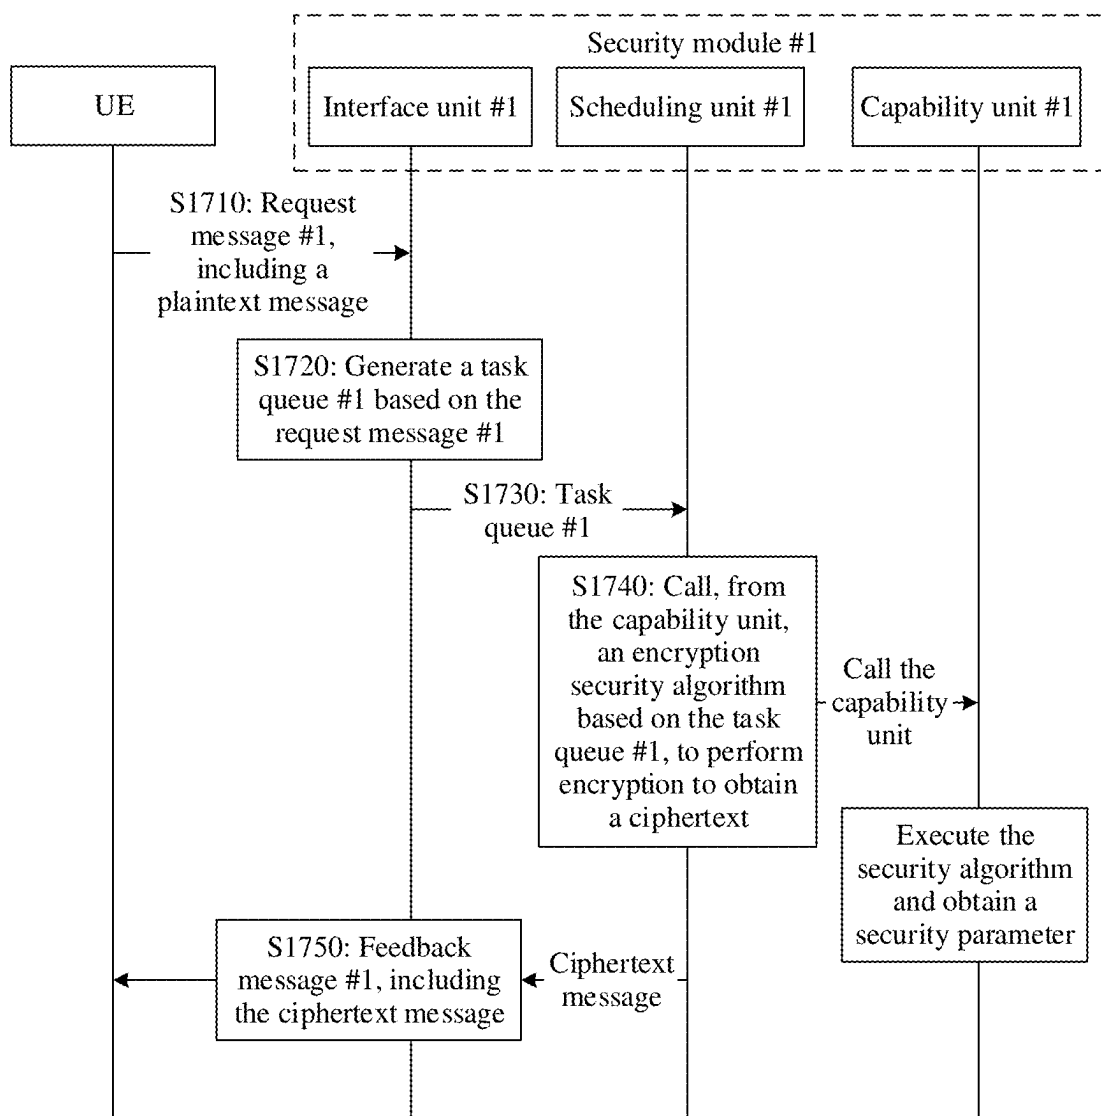 Security module #1
UE
Interface unit #1
Scheduling unit #1
Capability unit #1
S1710: Request
message #1,
including a
plaintext message
S1720: Generate a task
queue #1 based on the
request message #1
S1730: Task
queue #1
S1740: Call, from
the capability unit,
an encryption
security algorithm
based on the task
queue #1, to perform
encryption to obtain
a ciphertext
Call the
capability
unit
Execute the
security algorithm
and obtain a
security parameter
S1750: Feedback
message #1, including
the ciphertext message
Ciphertext
message